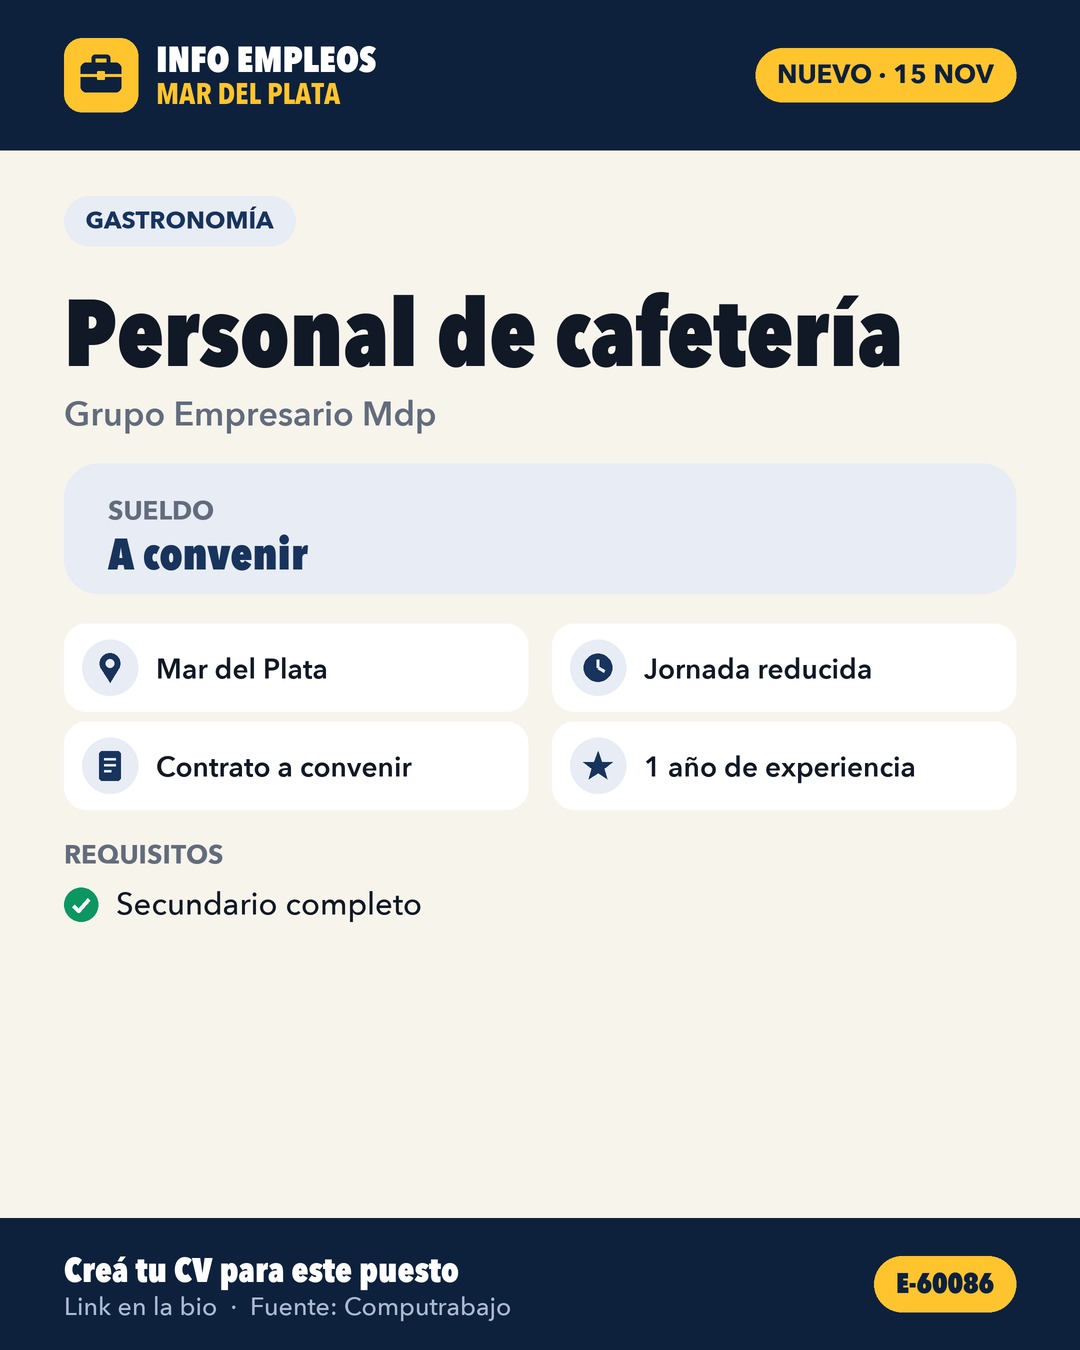 INFO EMPLEOS
MAR DEL PLATA
NUEVO · 15 NOV
GASTRONOMÍA
Personal de cafetería
Grupo Empresario Mdp
SUELDO
A convenir
Mar del Plata
Jornada reducida
Contrato a convenir
1 año de experiencia
REQUISITOS
Secundario completo
Creá tu CV para este puesto
Link en la bio · Fuente: Computrabajo
E-60086